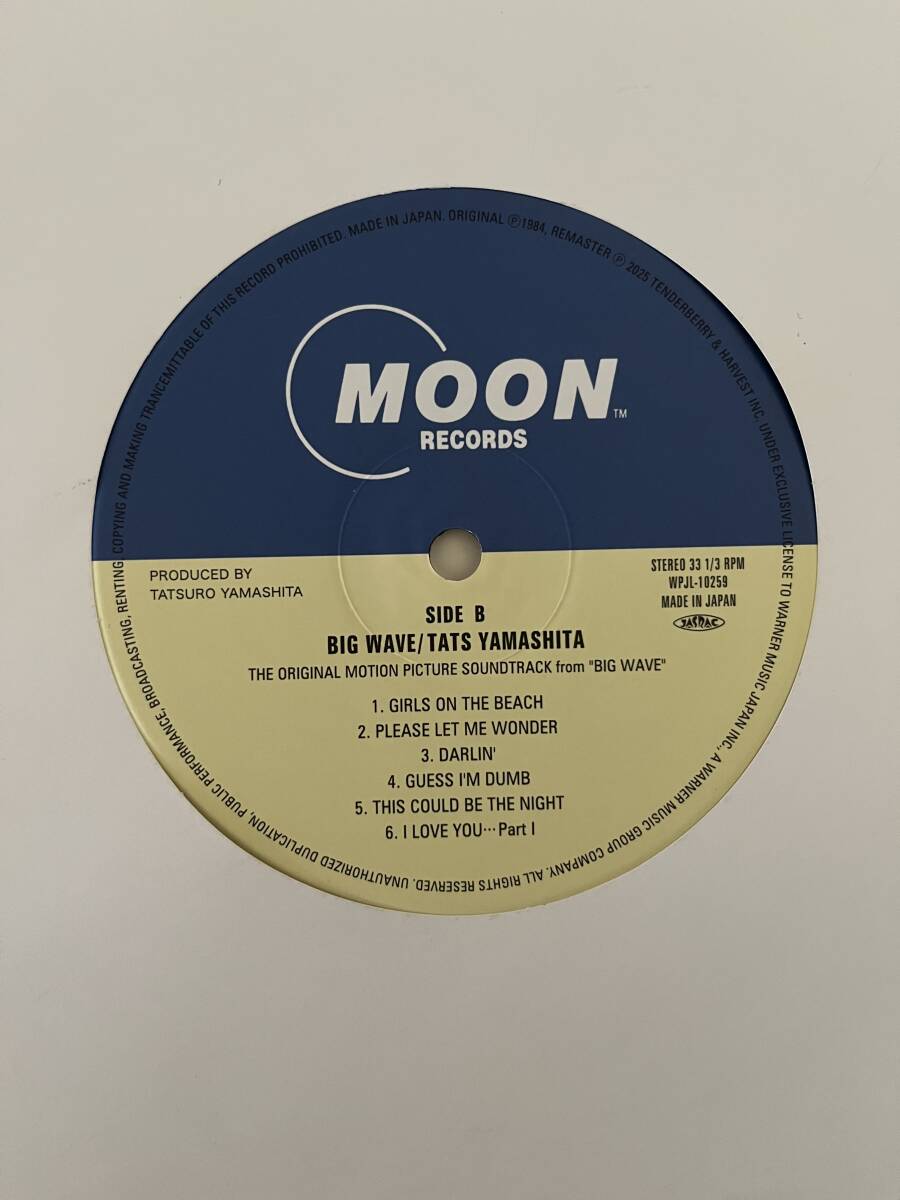 MOON
TM
RECORDS
PRODUCED BY
TATSURO YAMASHITA
STEREO 33 1/3 RPM
WPJL-10259
MADE IN JAPAN
JASRAC
SIDE B
BIG WAVE/TATS YAMASHITA
THE ORIGINAL MOTION PICTURE SOUNDTRACK from "BIG WAVE"
1. GIRLS ON THE BEACH
2. PLEASE LET ME WONDER
3. DARLIN'
4. GUESS I'M DUMB
5. THIS COULD BE THE NIGHT
6. I LOVE YOU…Part I
UNAUTHORIZED DUPLICATION, PUBLIC PERFORMANCE, BROADCASTING, RENTING, COPYING AND MAKING TRANCEMITTABLE OF THIS RECORD PROHIBITED. MADE IN JAPAN. ORIGINAL ℗1984, REMASTER ℗ 2025 TENDERBERRY & HARVEST INC. UNDER EXCLUSIVE LICENSE TO WARNER MUSIC JAPAN INC., A WARNER MUSIC GROUP COMPANY. ALL RIGHTS RESERVED.